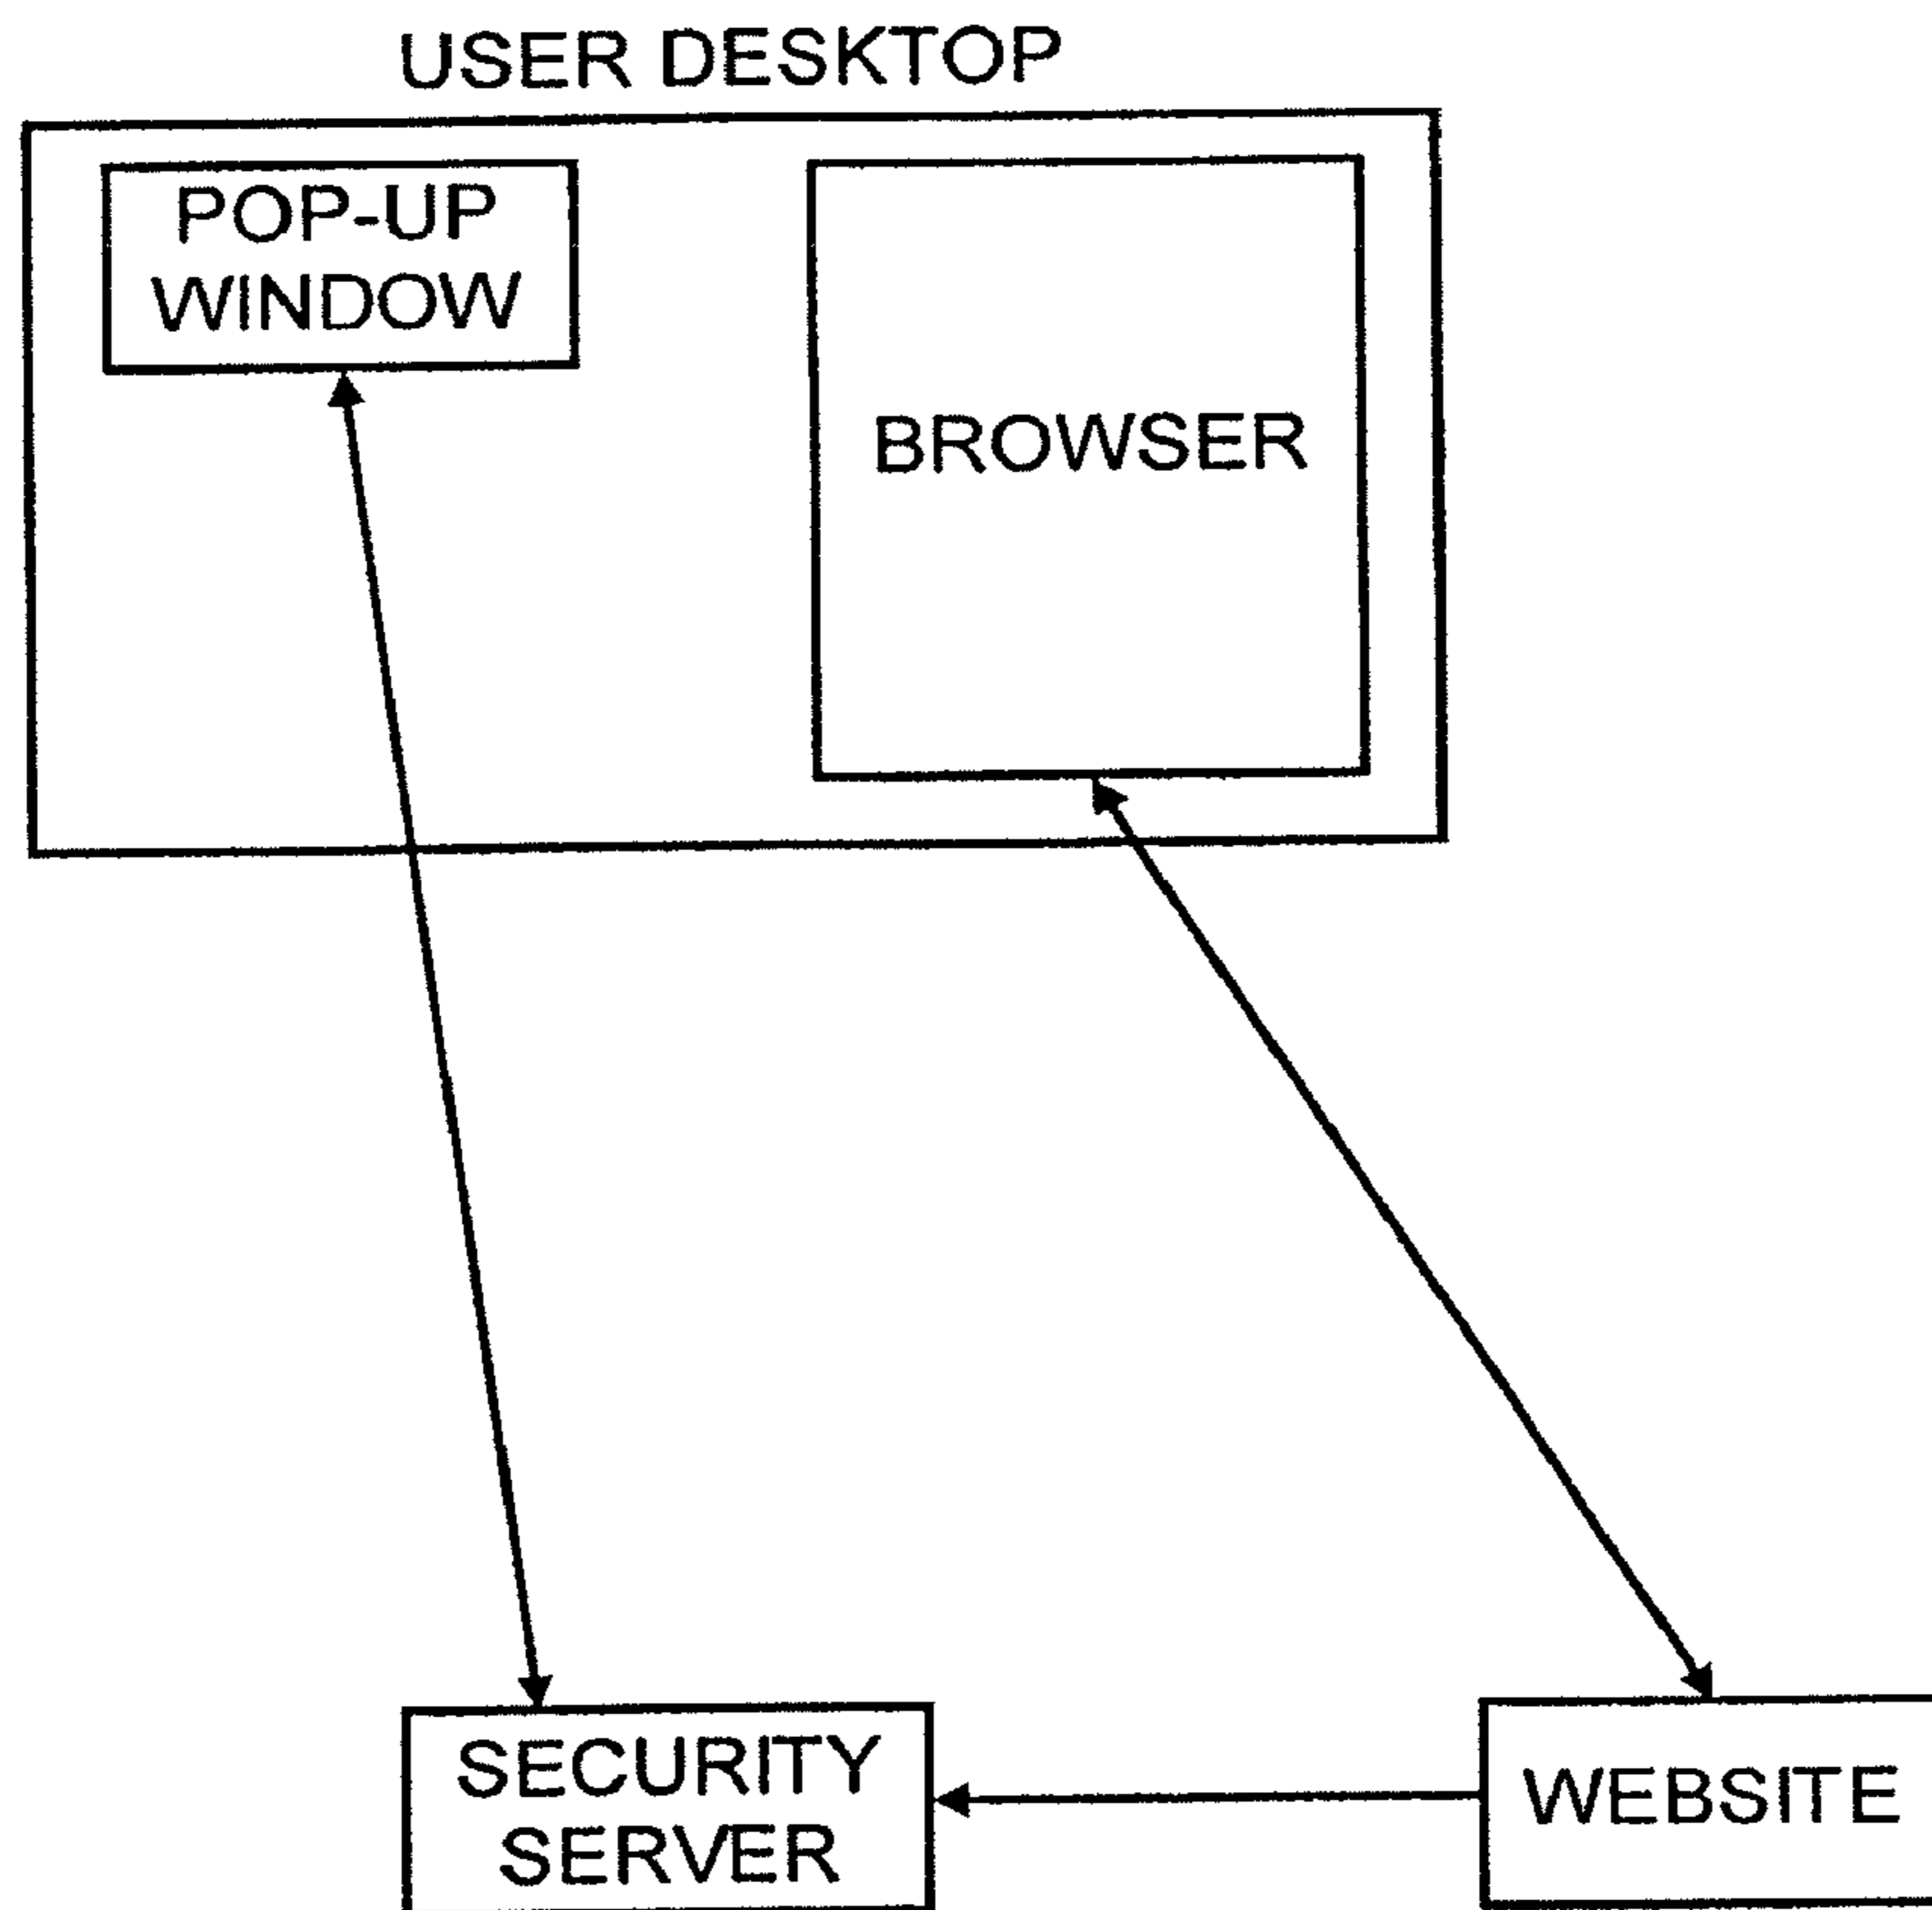 USER DESKTOP
POP-UP
WINDOW
BROWSER
SECURITY
SERVER
WEBSITE